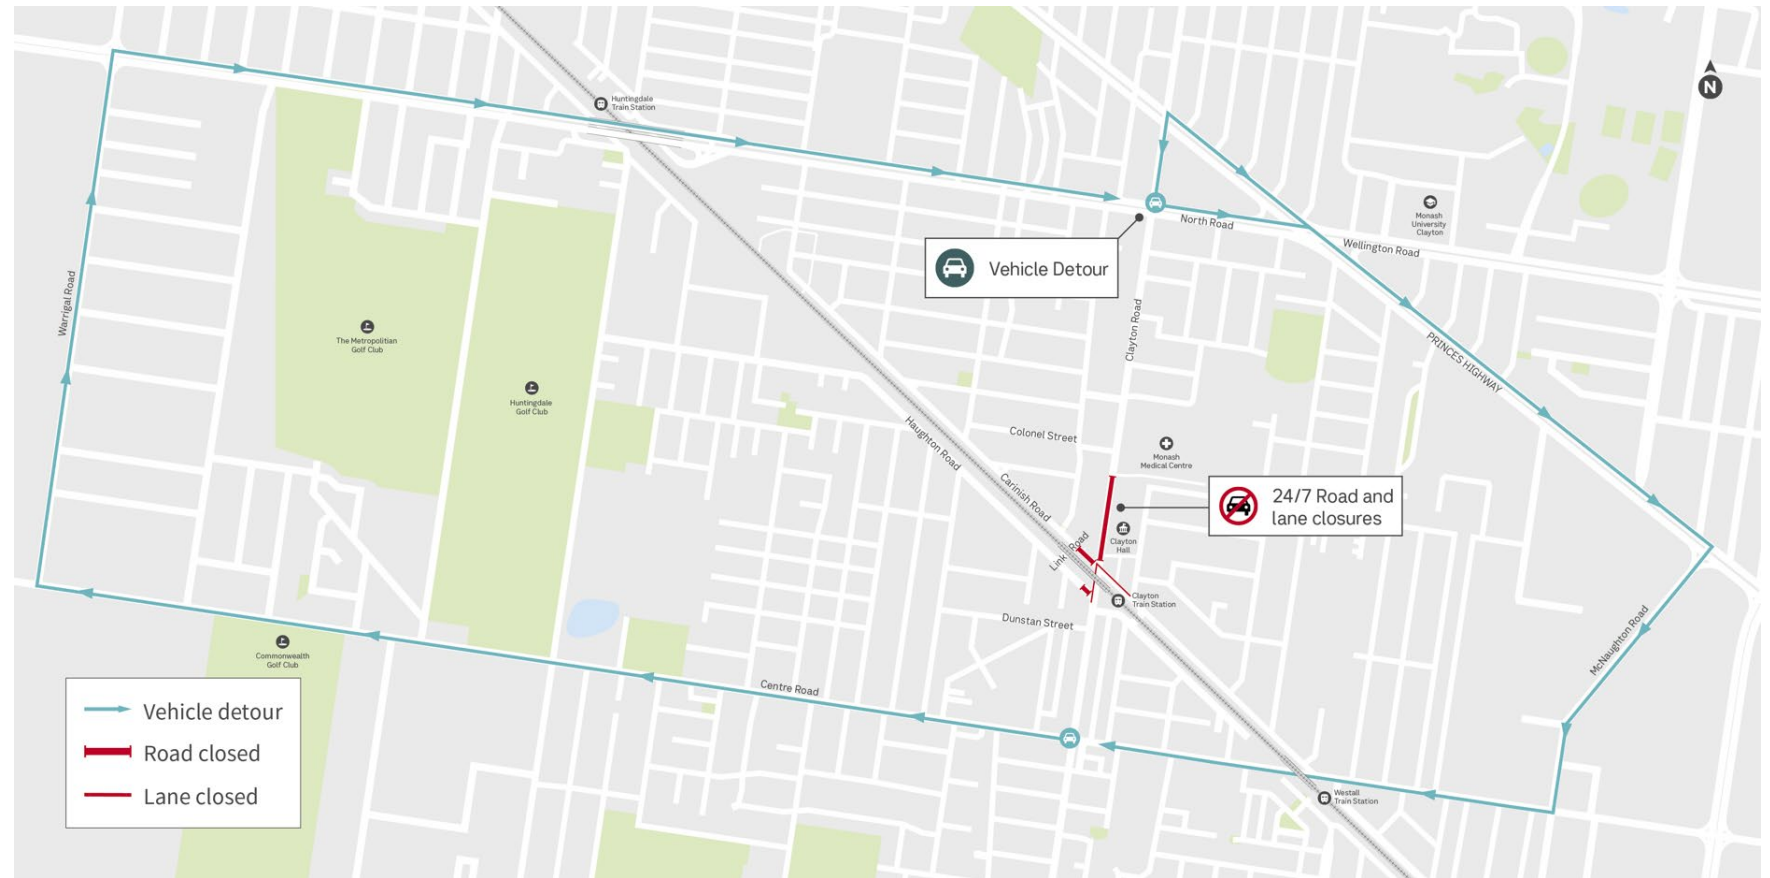 Huntingdale
Train Station
N
Monash
University
Clayton
North Road
Wellington Road
Vehicle Detour
Warrigal Road
Clayton Road
The Metropolitan
Golf Club
PRINCES HIGHWAY
Huntingdale
Golf Club
Haughton Road
Colonel Street
Monash
Medical Centre
Carinish Road
24/7 Road and
lane closures
Clayton
Hall
Link Road
Clayton
Train Station
Dunstan Street
McNaughton Road
Commonwealth
Golf Club
Centre Road
Vehicle detour
Road closed
Lane closed
Westall
Train Station